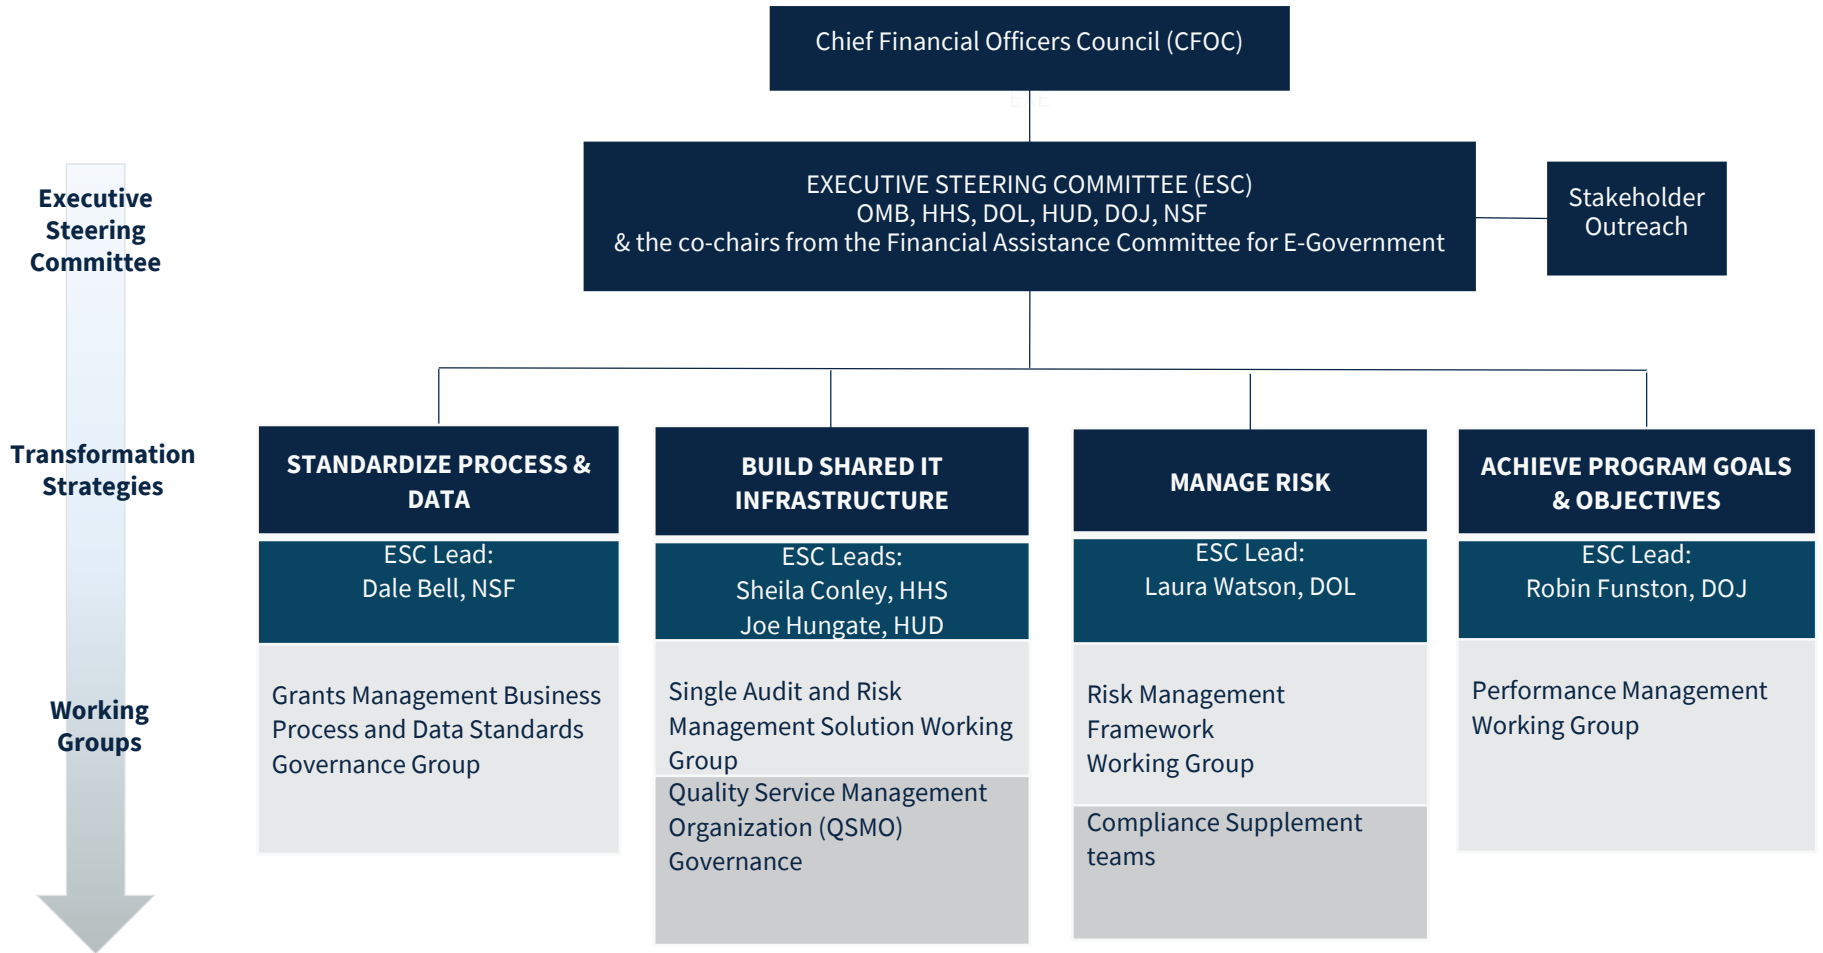 Chief Financial Officers Council (CFOC)
EXECUTIVE STEERING COMMITTEE (ESC)
OMB, HHS, DOL, HUD, DOJ, NSF
& the co-chairs from the Financial Assistance Committee for E-Government
Stakeholder
Outreach
Executive
Steering
Committee
Transformation
Strategies
STANDARDIZE PROCESS &
DATA
ESC Lead:
Dale Bell, NSF
BUILD SHARED IT
INFRASTRUCTURE
ESC Leads:
Sheila Conley, HHS
Joe Hungate, HUD
MANAGE RISK
ESC Lead:
Laura Watson, DOL
ACHIEVE PROGRAM GOALS
& OBJECTIVES
ESC Lead:
Robin Funston, DOJ
Working
Groups
Grants Management Business
Process and Data Standards
Governance Group
Single Audit and Risk
Management Solution Working
Group
Quality Service Management
Organization (QSMO)
Governance
Risk Management
Framework
Working Group
Compliance Supplement
teams
Performance Management
Working Group